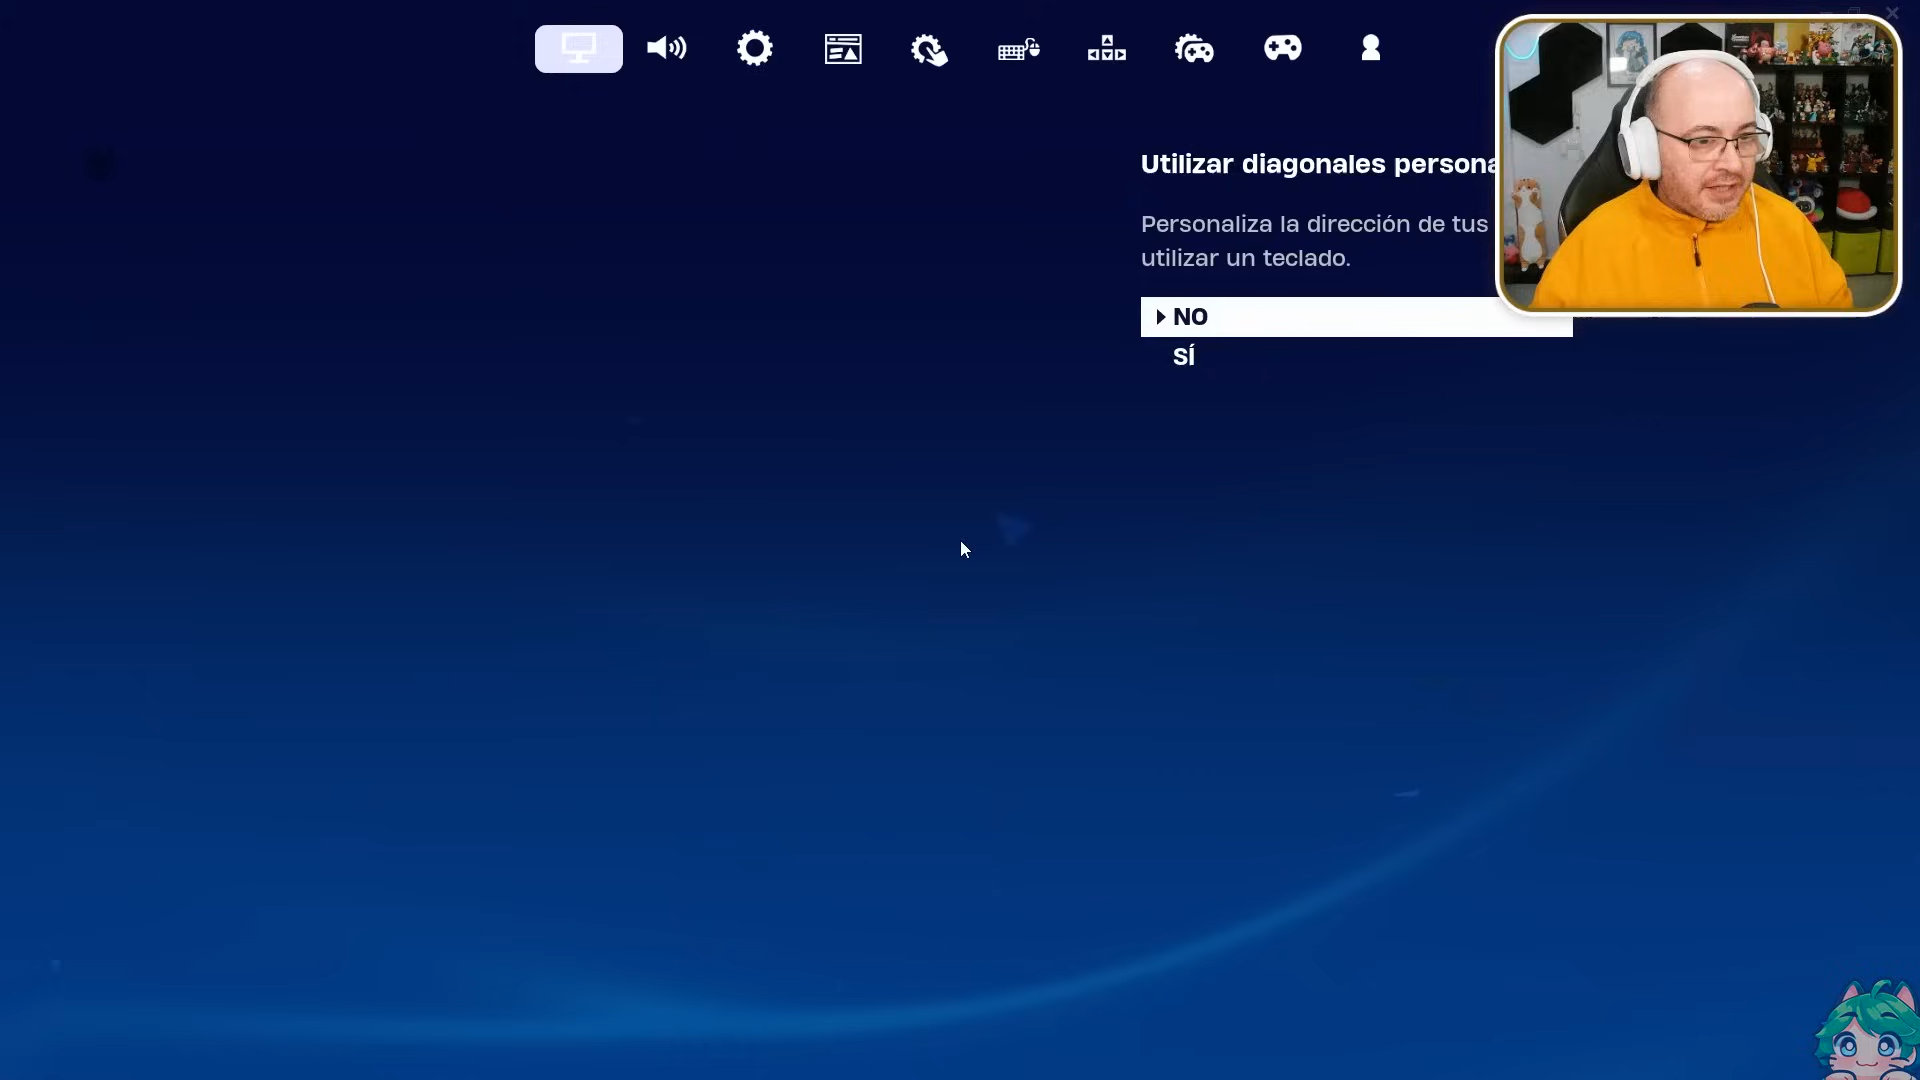 Utilizar diagonales persona
Personaliza la dirección de tus
utilizar un teclado.
NO
SÍ